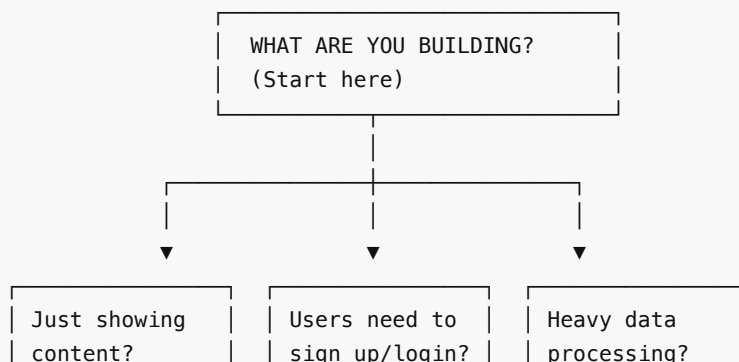 WHAT ARE YOU BUILDING?
(Start here)
Just showing Users need to Heavy data
content? sign up/login? processing?